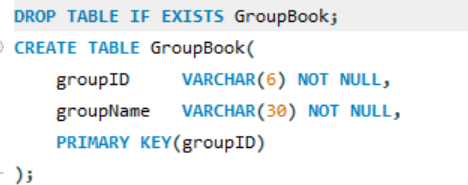 DROP TABLE IF EXISTS GroupBook;
CREATE TABLE GroupBook(
    groupID     VARCHAR(6) NOT NULL,
    groupName   VARCHAR(30) NOT NULL,
    PRIMARY KEY(groupID)
);